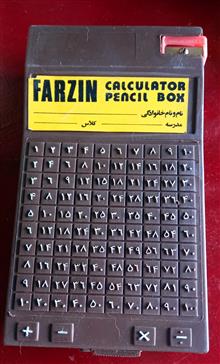 FARZIN CALCULATOR
PENCIL BOX
نام و نام خانوادگی
مدرسه کلاس
۱ ۲ ۳ ۴ ۵ ۶ ۷ ۸ ۹ ۱۰
۲ ۴ ۶ ۸ ۱۰ ۱۲ ۱۴ ۱۶ ۱۸ ۲۰
۳ ۶ ۹ ۱۲ ۱۵ ۱۸ ۲۱ ۲۴ ۲۷ ۳۰
۴ ۸ ۱۲ ۱۶ ۲۰ ۲۴ ۲۸ ۳۲ ۳۶ ۴۰
۵ ۱۰ ۱۵ ۲۰ ۲۵ ۳۰ ۳۵ ۴۰ ۴۵ ۵۰
۶ ۱۲ ۱۸ ۲۴ ۳۰ ۳۶ ۴۲ ۴۸ ۵۴ ۶۰
۷ ۱۴ ۲۱ ۲۸ ۳۵ ۴۲ ۴۹ ۵۶ ۶۳ ۷۰
۸ ۱۶ ۲۴ ۳۲ ۴۰ ۴۸ ۵۶ ۶۴ ۷۲ ۸۰
۹ ۱۸ ۲۷ ۳۶ ۴۵ ۵۴ ۶۳ ۷۲ ۸۱ ۹۰
۱۰ ۲۰ ۳۰ ۴۰ ۵۰ ۶۰ ۷۰ ۸۰ ۹۰ ۱۰۰
+ − × ÷